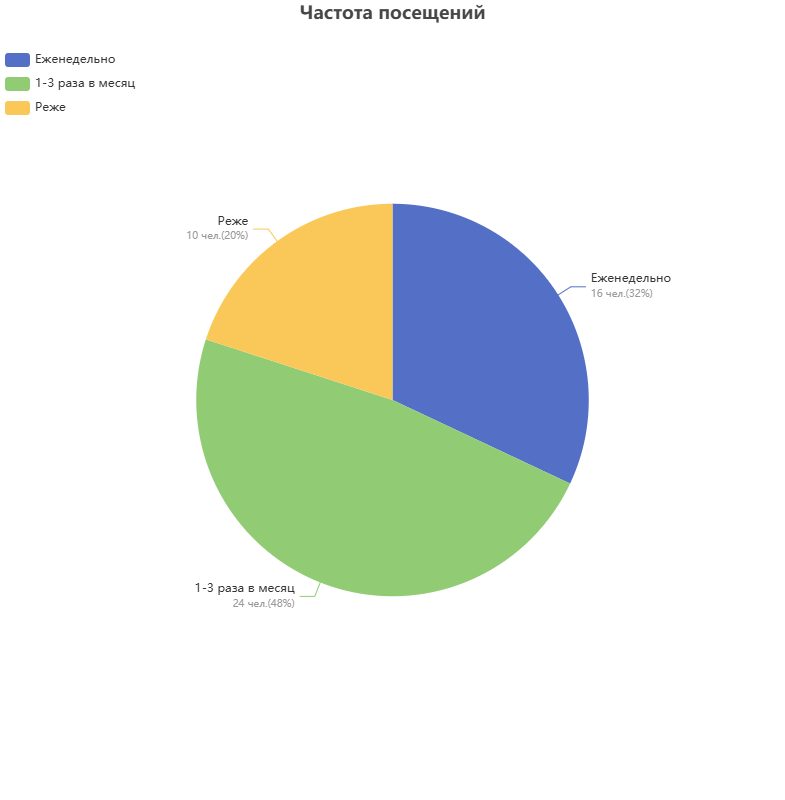 Частота посещений
Еженедельно
1-3 раза в месяц
Реже
Реже
10 чел.(20%)
Еженедельно
16 чел.(32%)
1-3 раза в месяц
24 чел.(48%)